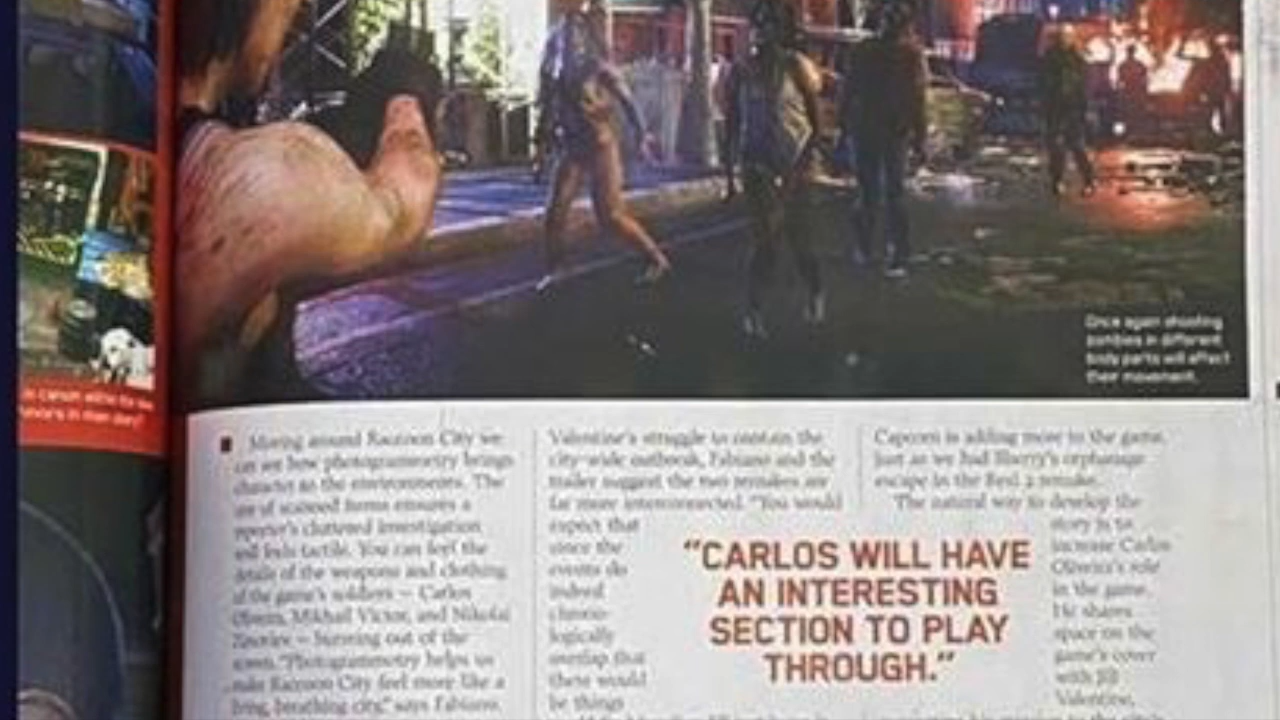 Once again shooting
zombies in different
body parts will affect
their movement.
Moving around Raccoon City we
can see how photogrammetry brings
character to the environments. The
use of scanned items ensures a
reporter's cluttered investigation
still feels tactile. You can feel the
details of the weapons and clothing
of the game's soldiers – Carlos
Oliveira, Mikhail Victor, and Nikolai
Zinoviev – bursting out of the
screen. "Photogrammetry helps us
make Raccoon City feel more like a
living, breathing city," says Fabiano.
Valentine's struggle to contain the
city-wide outbreak, Fabiano and the
trailer suggest the two remakes are
far more interconnected. "You would
expect that
since the
events do
indeed
chrono-
logically
overlap that
there would
be things
"CARLOS WILL HAVE
AN INTERESTING
SECTION TO PLAY
THROUGH."
Capcom is adding more to the game,
just as we had Sherry's orphanage
escape in the Resi 2 remake.
The natural way to develop the
story is to
increase Carlos
Oliveira's role
in the game.
He shares
space on the
game's cover
with Jill
Valentine,